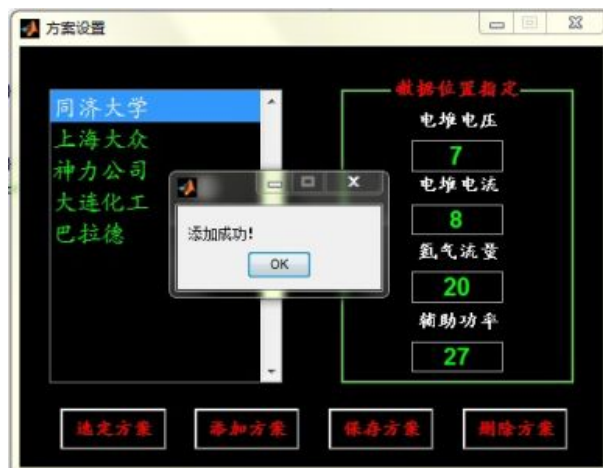 方案设置
同济大学
上海大众
神力公司
大连化工
巴拉德
添加成功!
OK
数据位置指定
电堆电压
7
电堆电流
8
氢气流量
20
辅助功率
27
选定方案
添加方案
保存方案
删除方案